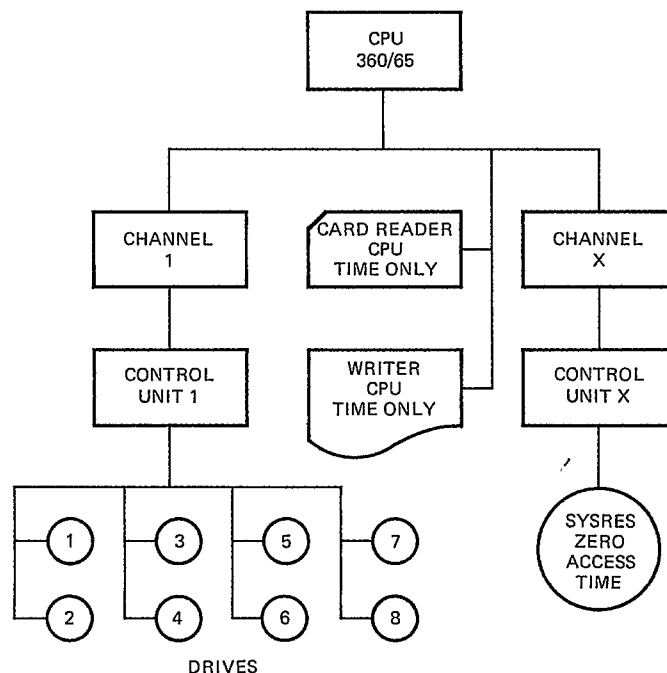 CPU
360/65
CHANNEL
1
CARD READER
CPU
TIME ONLY
CHANNEL
X
CONTROL
UNIT 1
WRITER
CPU
TIME ONLY
CONTROL
UNIT X
1
3
5
7
2
4
6
8
SYSRES
ZERO
ACCESS
TIME
DRIVES